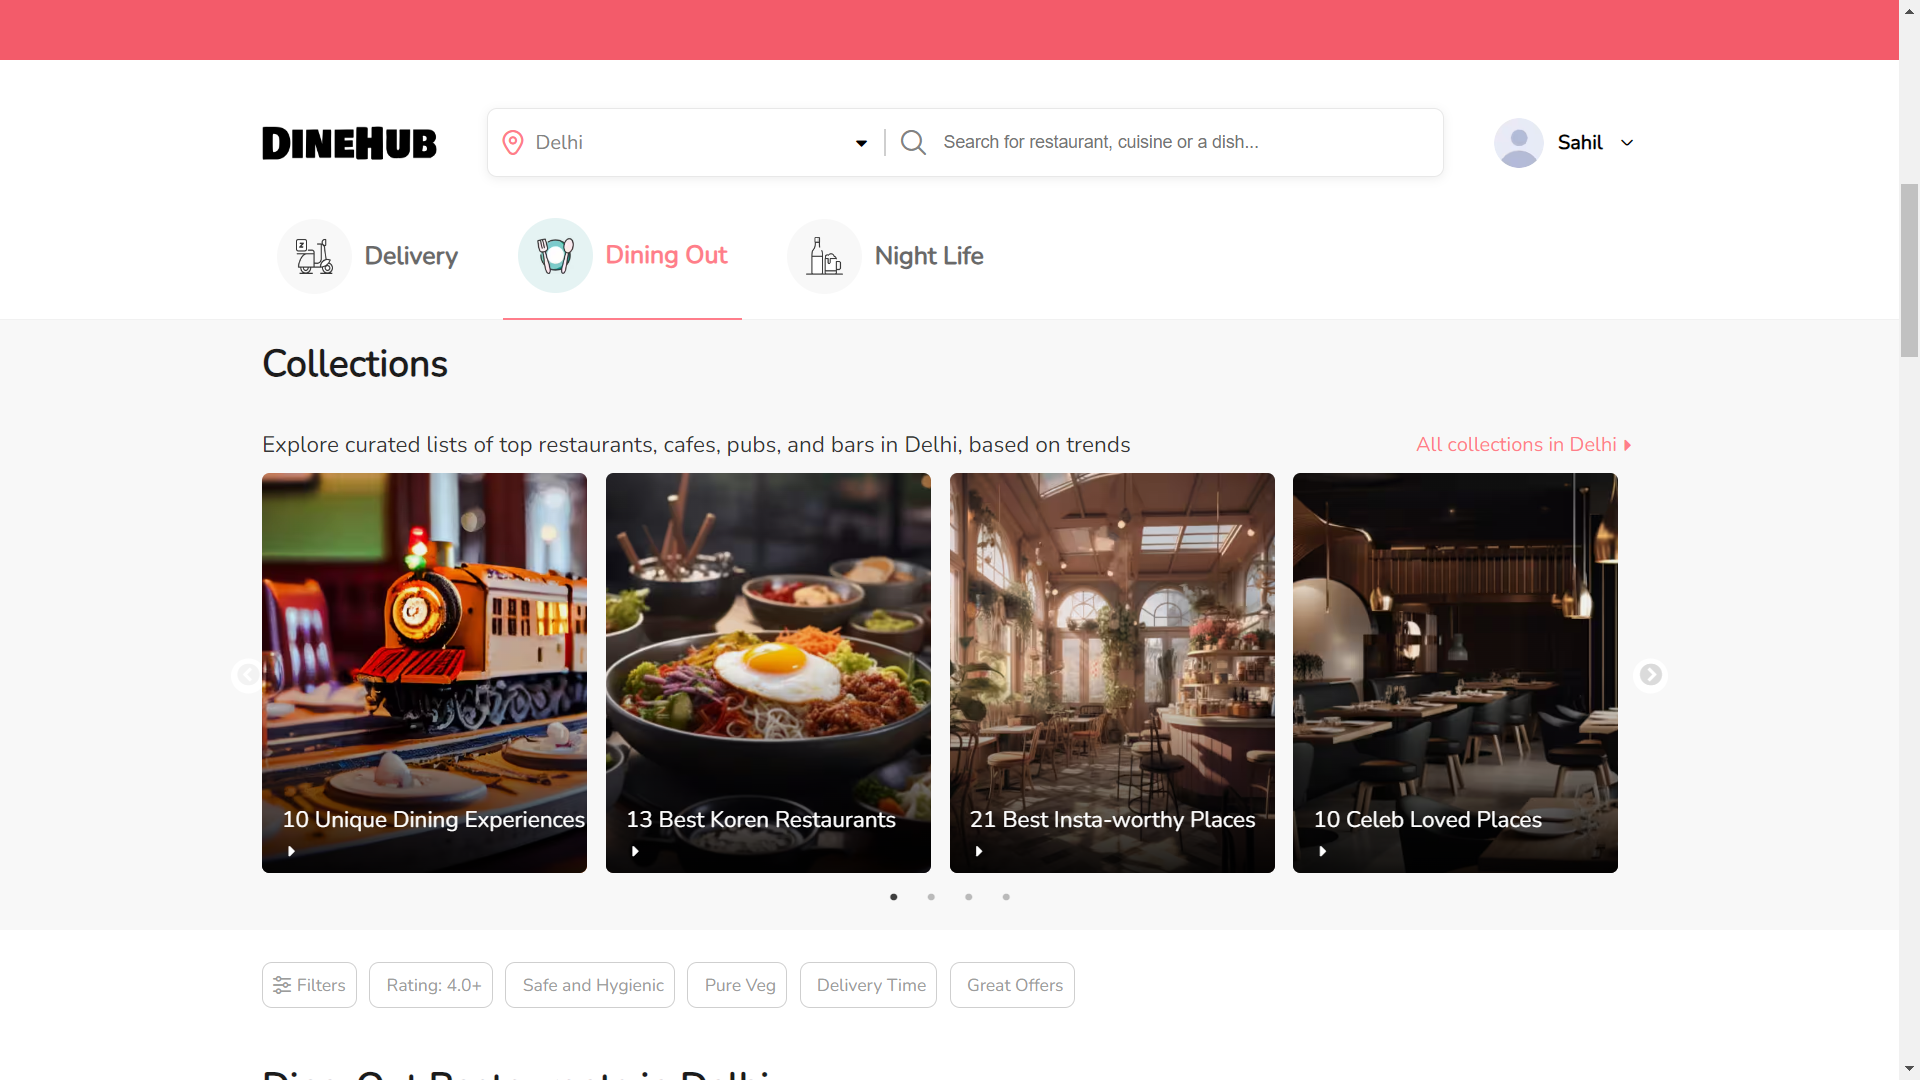 DINEHUB
Delhi
Search for restaurant, cuisine or a dish...
Sahil
Delivery
Dining Out
Night Life
Collections
Explore curated lists of top restaurants, cafes, pubs, and bars in Delhi, based on trends
All collections in Delhi
10 Unique Dining Experiences
13 Best Koren Restaurants
21 Best Insta-worthy Places
10 Celeb Loved Places
Filters
Rating: 4.0+
Safe and Hygienic
Pure Veg
Delivery Time
Great Offers